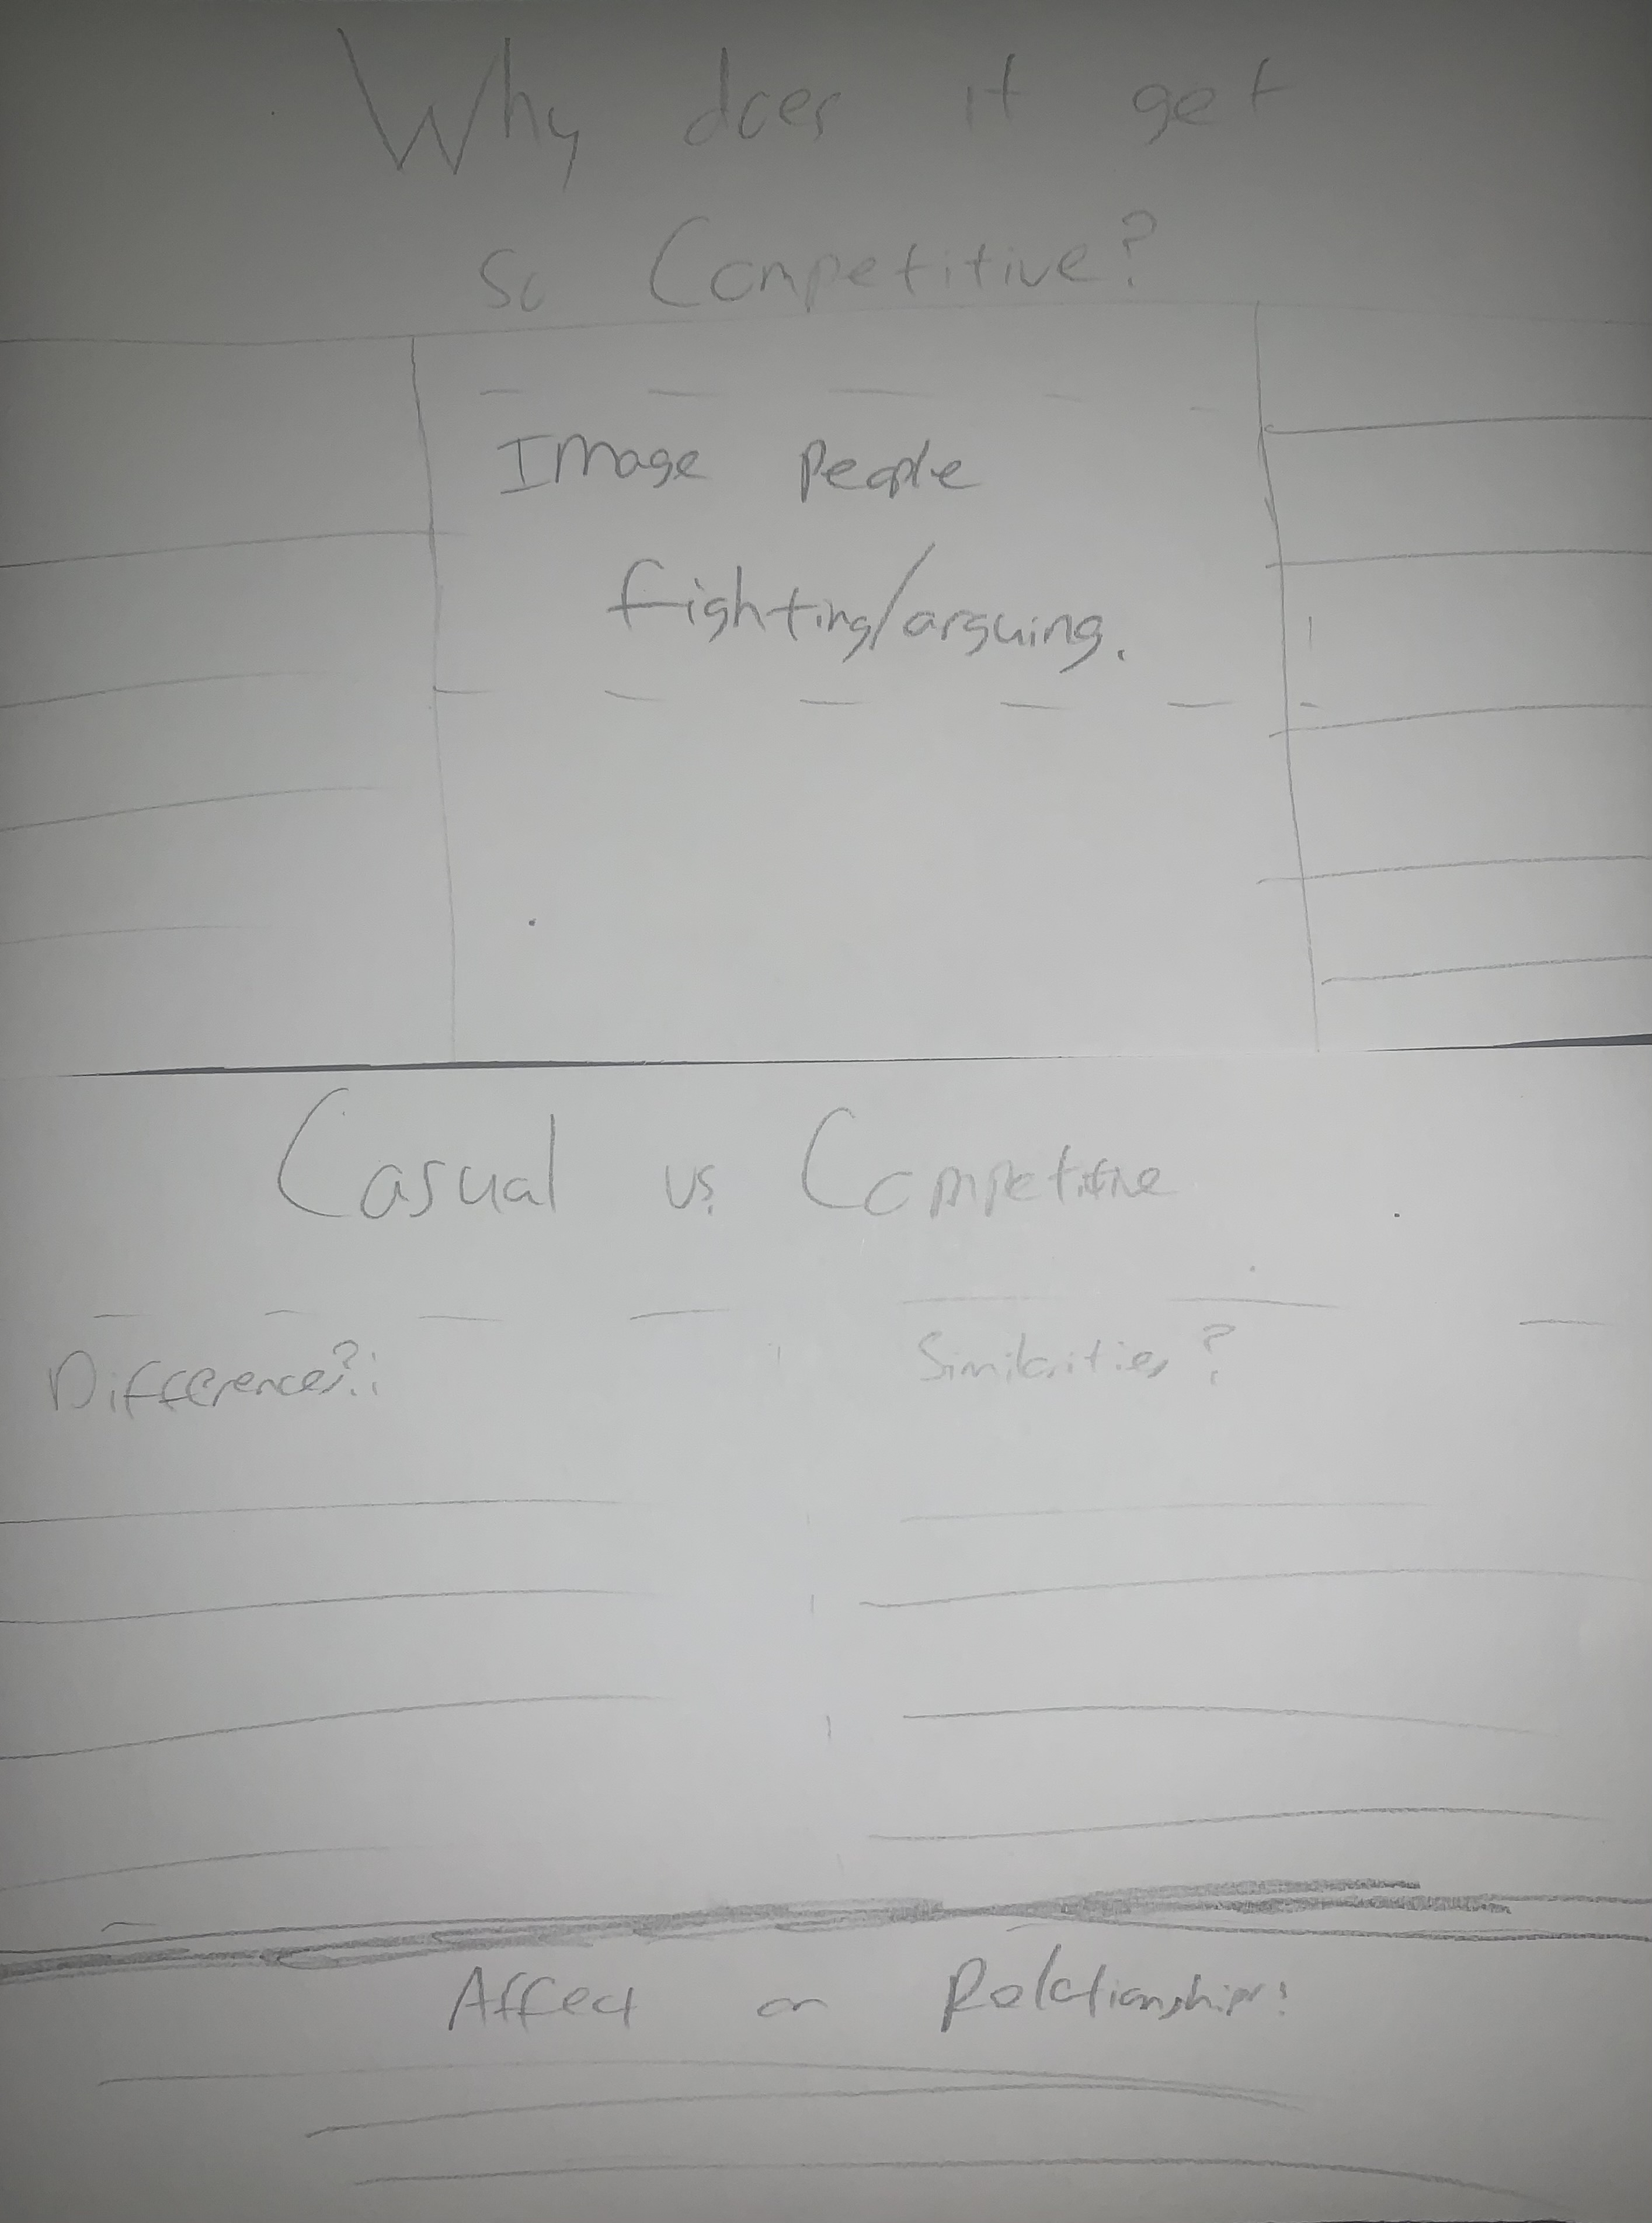 Why does it get
so Competitive?
Image People
fighting/arguing.
Casual vs. Competitive
Differences?:
Similarities?
Affect on Relationships: